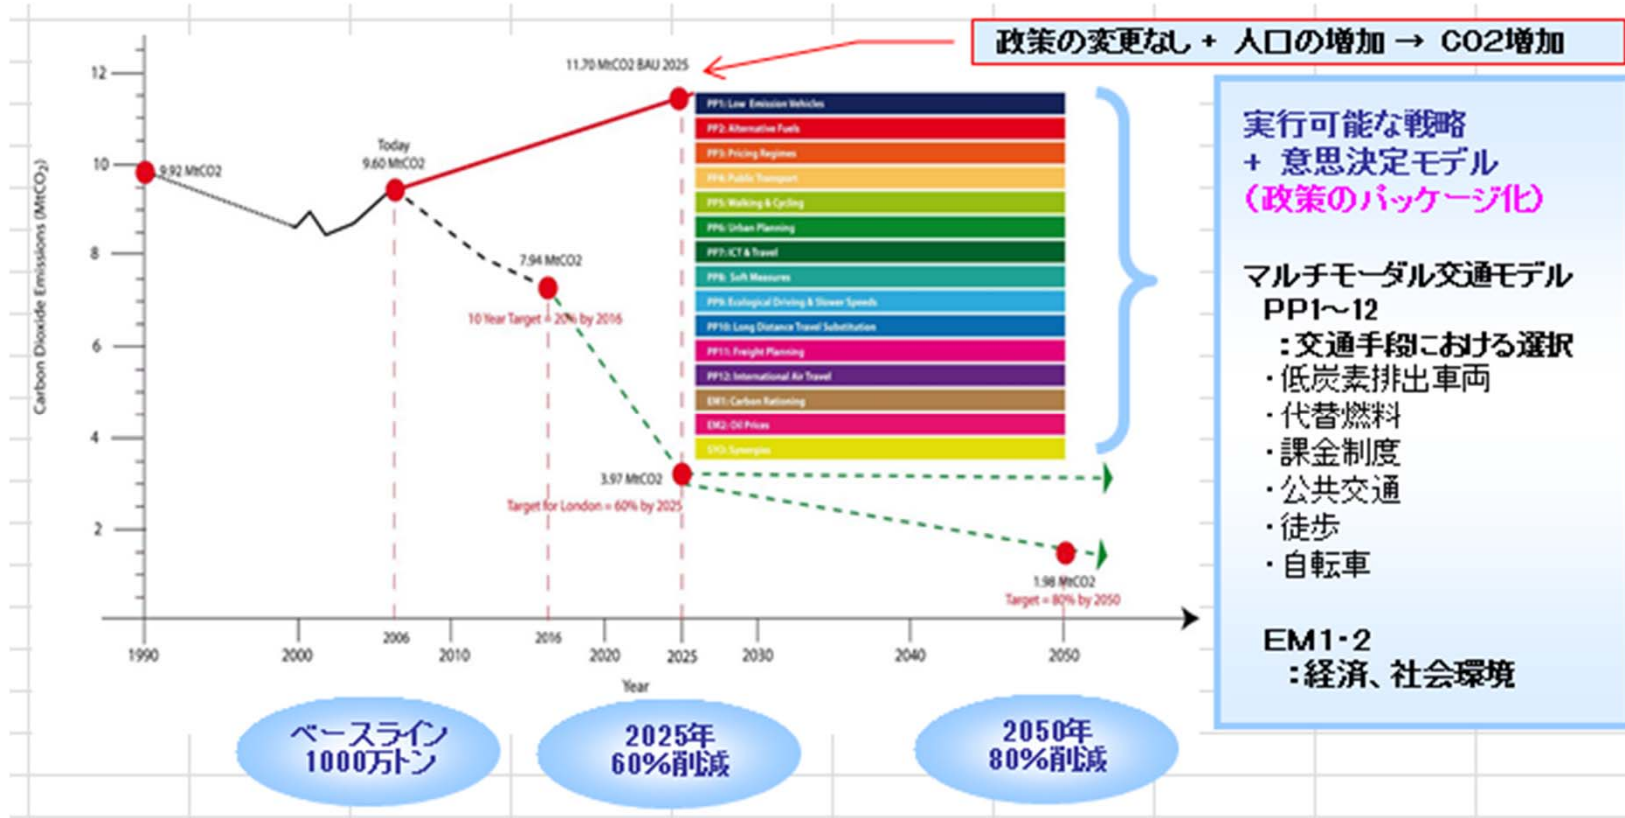 政策の変更なし + 人口の増加 → CO2増加
11.70 MtCO2 BAU 2025
Carbon Dioxide Emissions (MtCO₂)
12
10
8
6
4
2
9.92 MtCO2
Today
9.60 MtCO2
7.94 MtCO2
10 Year Target = 20% by 2016
3.97 MtCO2
Target for London = 60% by 2025
1.98 MtCO2
Target = 80% by 2050
PP1: Low Emission Vehicles
PP2: Alternative Fuels
PP3: Pricing Regimes
PP4: Public Transport
PP5: Walking & Cycling
PP6: Urban Planning
PP7: ICT & Travel
PP8: Soft Measures
PP9: Ecological Driving & Slower Speeds
PP10: Long Distance Travel Substitution
PP11: Freight Planning
PP12: International Air Travel
EM1: Carbon Rationing
EM2: Oil Prices
SYO: Synergies
1990
2000
2006
2010
2016
2020
2025
2030
2040
2050
Year
ベースライン
1000万トン
2025年
60%削減
2050年
80%削減
実行可能な戦略
+ 意思決定モデル
(政策のパッケージ化)
マルチモーダル交通モデル
PP1～12
:交通手段における選択
・低炭素排出車両
・代替燃料
・課金制度
・公共交通
・徒歩
・自転車
EM1・2
:経済、社会環境